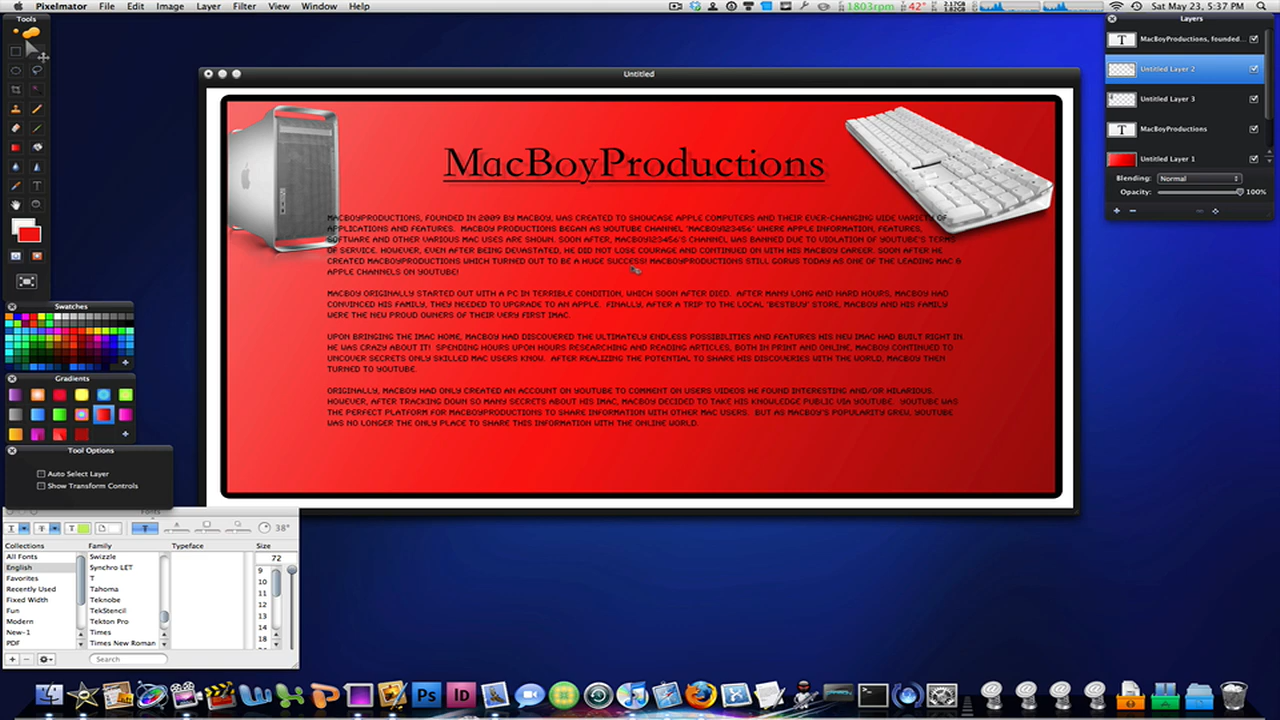 Pixelmator File Edit Image Layer Filter View Window Help
1803rpm 42° 2.17GB 1.82GB Sat May 23, 5:37 PM
Tools
Layers
MacBoyProductions, founded...
Untitled Layer 2
Untitled Layer 3
MacBoyProductions
Untitled Layer 1
Blending: Normal
Opacity: 100%
Untitled
MacBoyProductions
MACBOYPRODUCTIONS, FOUNDED IN 2009 BY MACBOY, WAS CREATED TO SHOWCASE APPLE COMPUTERS AND THEIR EVER-CHANGING WIDE VARIETY OF
APPLICATIONS AND FEATURES. MACBOY PRODUCTIONS BEGAN AS YOUTUBE CHANNEL 'MACBOY123456' WHERE APPLE INFORMATION, FEATURES,
SOFTWARE AND OTHER VARIOUS MAC USES ARE SHOWN. SOON AFTER, MACBOY123456'S CHANNEL WAS BANNED DUE TO VIOLATION OF YOUTUBE'S TERMS
OF SERVICE. HOWEVER, EVEN AFTER BEING DEVASTATED, HE DID NOT LOSE COURAGE AND CONTINUED ON WITH HIS MACBOY CAREER. SOON AFTER HE
CREATED MACBOYPRODUCTIONS WHICH TURNED OUT TO BE A HUGE SUCCESS! MACBOYPRODUCTIONS STILL TODAY AS ONE OF THE LEADING MAC &
APPLE CHANNELS ON YOUTUBE!
MACBOY ORIGINALLY STARTED OUT WITH A PC IN TERRIBLE CONDITION, WHICH SOON AFTER DIED. AFTER MANY LONG AND HARD HOURS, MACBOY HAD
CONVINCED HIS FAMILY, THEY NEEDED TO UPGRADE TO AN APPLE. FINALLY, AFTER A TRIP TO THE LOCAL 'BESTBUY' STORE, MACBOY AND HIS FAMILY
WERE THE NEW PROUD OWNERS OF THEIR VERY FIRST IMAC.
UPON BRINGING THE IMAC HOME, MACBOY HAD DISCOVERED THE ULTIMATELY ENDLESS POSSIBILITIES AND FEATURES HIS NEW IMAC HAD BUILT RIGHT IN.
HE WAS CRAZY ABOUT IT! SPENDING HOURS UPON HOURS RESEARCHING AND READING ARTICLES, BOTH IN PRINT AND ONLINE, MACBOY CONTINUED TO
UNCOVER SECRETS ONLY SKILLED MAC USERS KNOW. AFTER REALIZING THE POTENTIAL TO SHARE HIS DISCOVERIES WITH THE WORLD, MACBOY THEN
TURNED TO YOUTUBE.
ORIGINALLY, MACBOY HAD ONLY CREATED AN ACCOUNT ON YOUTUBE TO COMMENT ON USERS VIDEOS HE FOUND INTERESTING AND/OR HILARIOUS.
HOWEVER, AFTER TRACKING DOWN SO MANY SECRETS ABOUT HIS IMAC, MACBOY DECIDED TO TAKE HIS KNOWLEDGE PUBLIC VIA YOUTUBE. YOUTUBE WAS
THE PERFECT PLATFORM FOR MACBOYPRODUCTIONS TO SHARE INFORMATION WITH OTHER MAC USERS. BUT AS MACBOY'S POPULARITY GREW, YOUTUBE
WAS NO LONGER THE ONLY PLACE TO SHARE THIS INFORMATION WITH THE ONLINE WORLD.
Swatches
Gradients
Tool Options
Auto Select Layer
Show Transform Controls
Fonts
38°
Collections Family Typeface Size
All Fonts
English
Favorites
Recently Used
Fixed Width
Fun
Modern
New-1
PDF
Swizzle
Synchro LET
T
Tahoma
Teknobe
TekStencil
Tekton Pro
Times
Times New Roman
72
9
10
11
12
13
14
18
Search
Ps Id